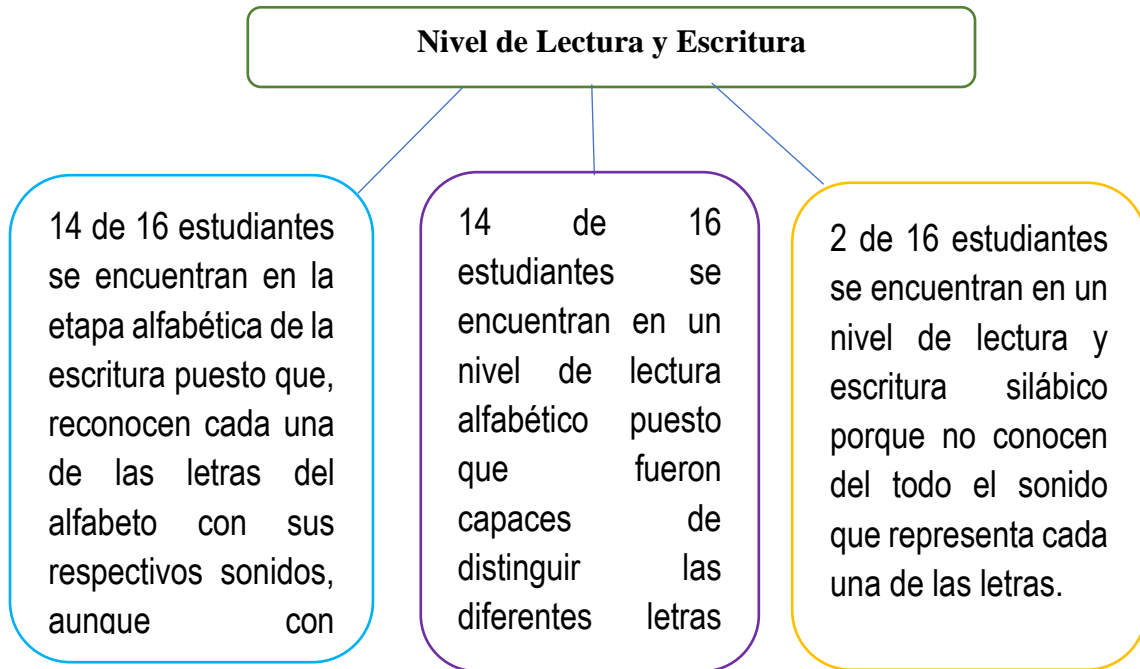 Nivel de Lectura y Escritura
14 de 16 estudiantes
se encuentran en la
etapa alfabética de la
escritura puesto que,
reconocen cada una
de las letras del
alfabeto con sus
respectivos sonidos,
aunque con
14 de 16
estudiantes se
encuentran en un
nivel de lectura
alfabético puesto
que fueron
capaces de
distinguir las
diferentes letras
2 de 16 estudiantes
se encuentran en un
nivel de lectura y
escritura silábico
porque no conocen
del todo el sonido
que representa cada
una de las letras.